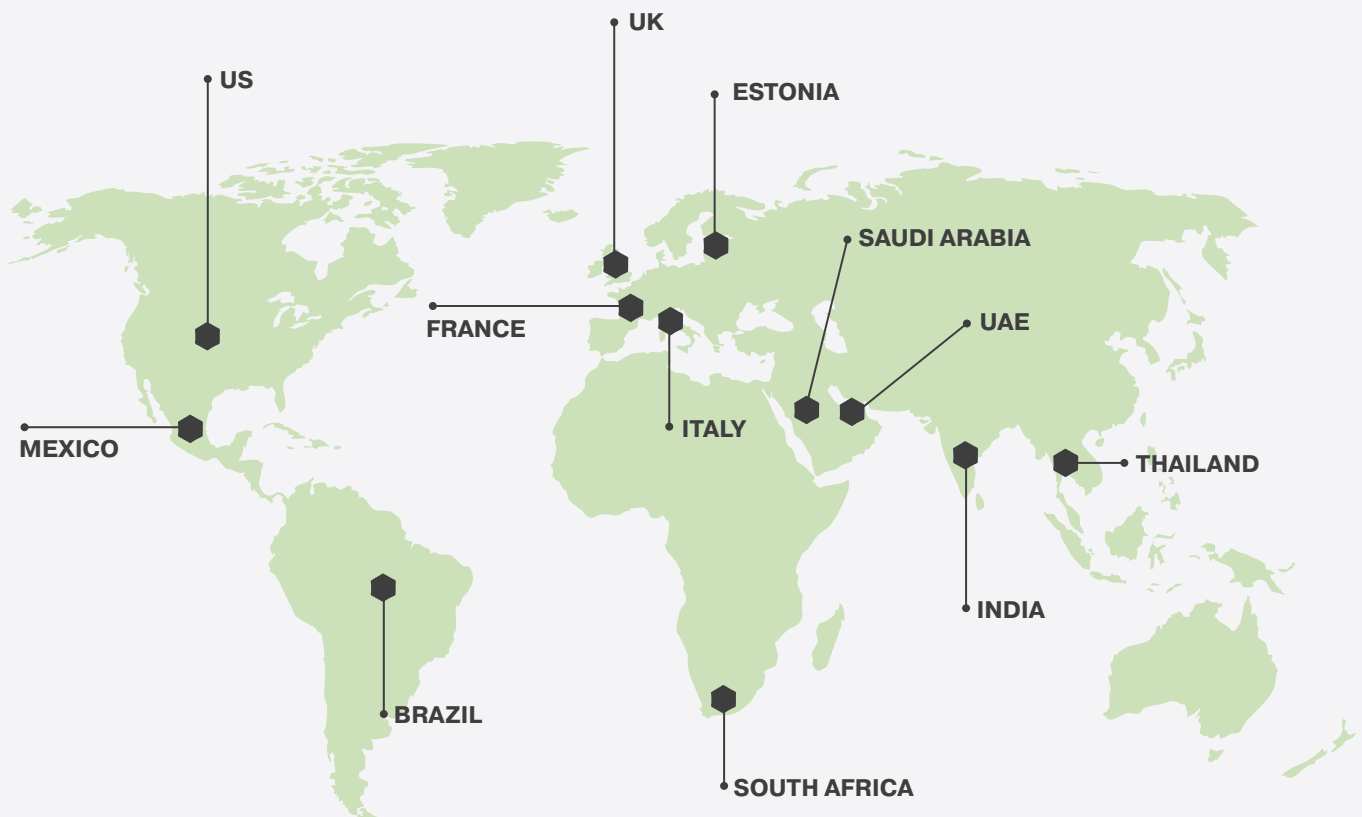 UK
US
ESTONIA
SAUDI ARABIA
FRANCE
UAE
ITALY
MEXICO
THAILAND
INDIA
BRAZIL
SOUTH AFRICA